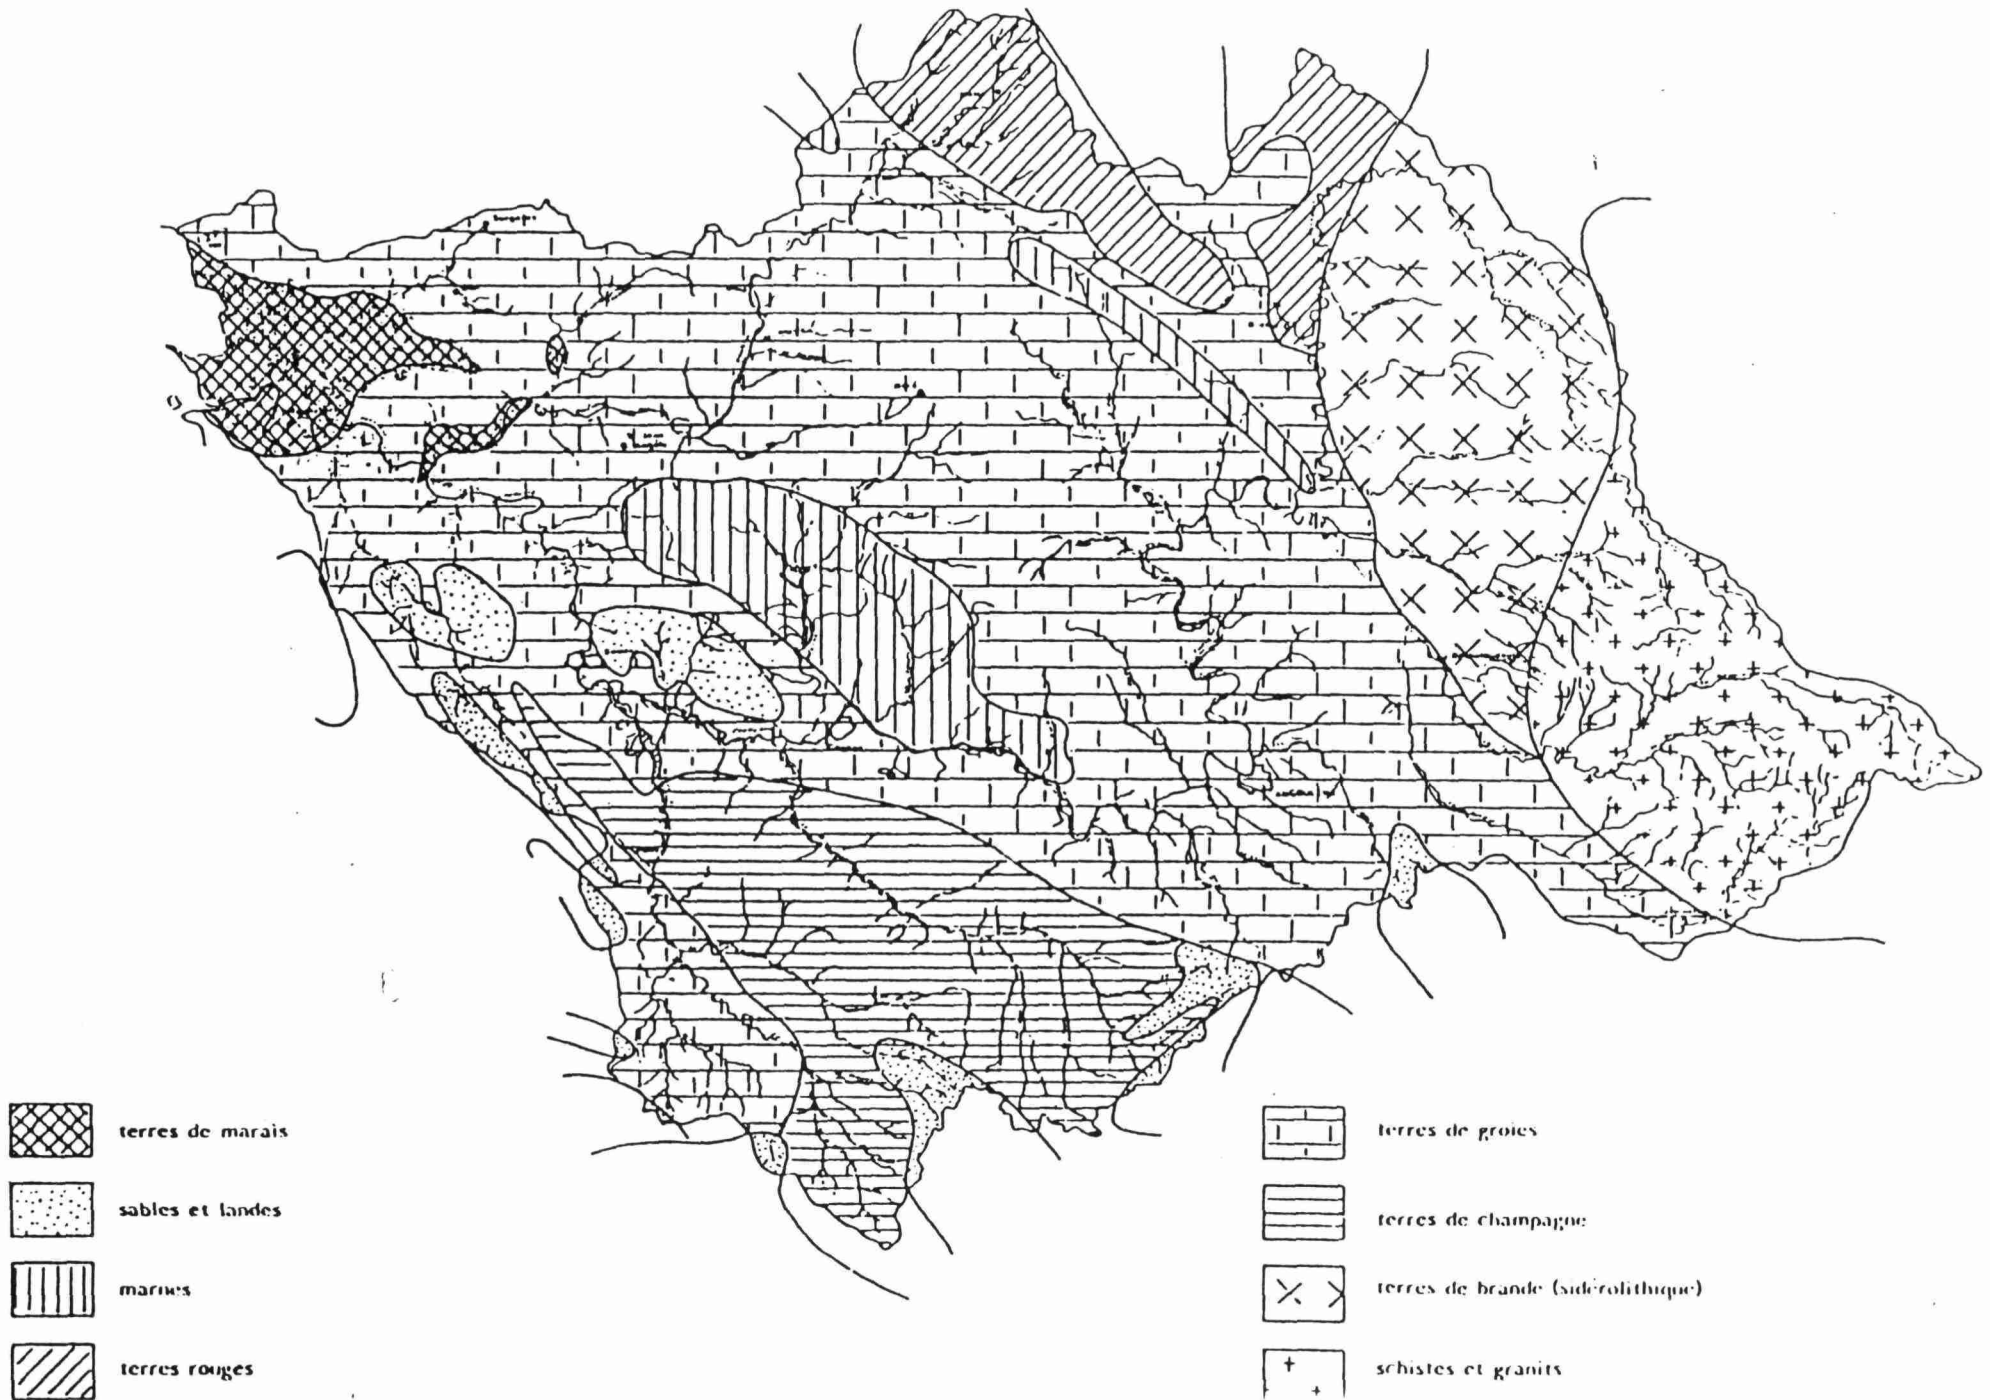 terres de marais
sables et landes
marnes
terres rouges
terres de groies
terres de champagne
terres de brande (sidérolithique)
schistes et granits